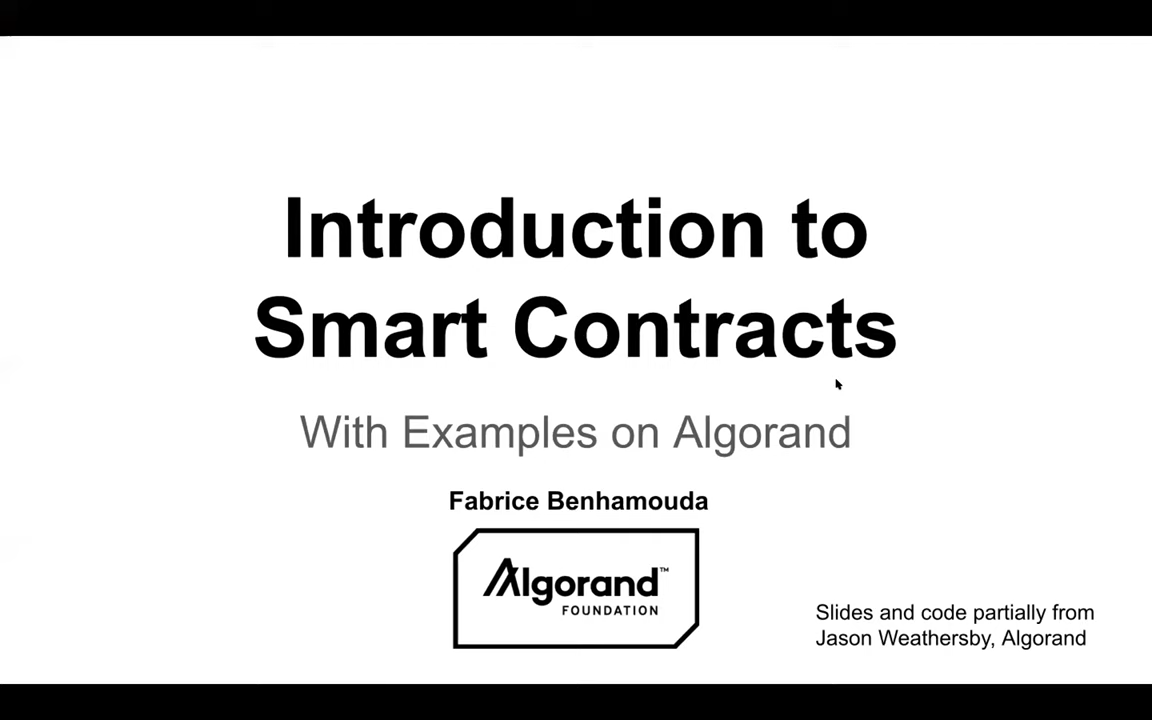 Introduction to
Smart Contracts
With Examples on Algorand
Fabrice Benhamouda
Algorand™
FOUNDATION
Slides and code partially from
Jason Weathersby, Algorand